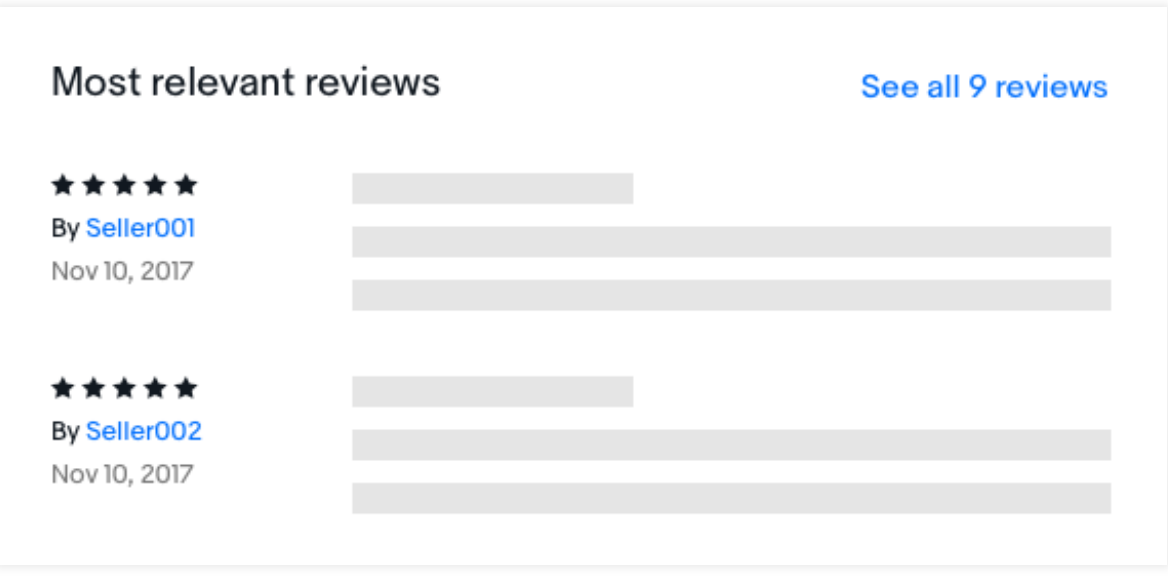 Most relevant reviews
See all 9 reviews
By Seller001
Nov 10, 2017
By Seller002
Nov 10, 2017